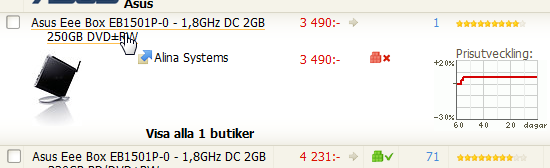 Asus
Asus Eee Box EB1501P-0 - 1,8GHz DC 2GB 3 490:- 1
250GB DVD±RW
Alina Systems 3 490:- Prisutveckling:
+20%
-30%
60 40 20 dagar
Visa alla 1 butiker
Asus Eee Box EB1501P-0 - 1,8GHz DC 2GB 4 231:- 71